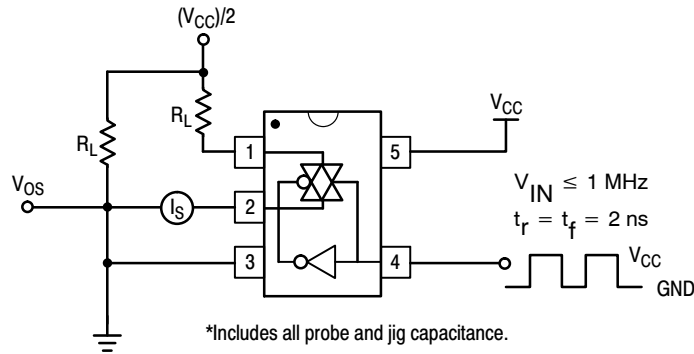 (VCC)/2
RL
RL
VCC
1
5
VOS
IS
2
VIN ≤ 1 MHz
tr = tf = 2 ns
3
4
VCC
GND
*Includes all probe and jig capacitance.